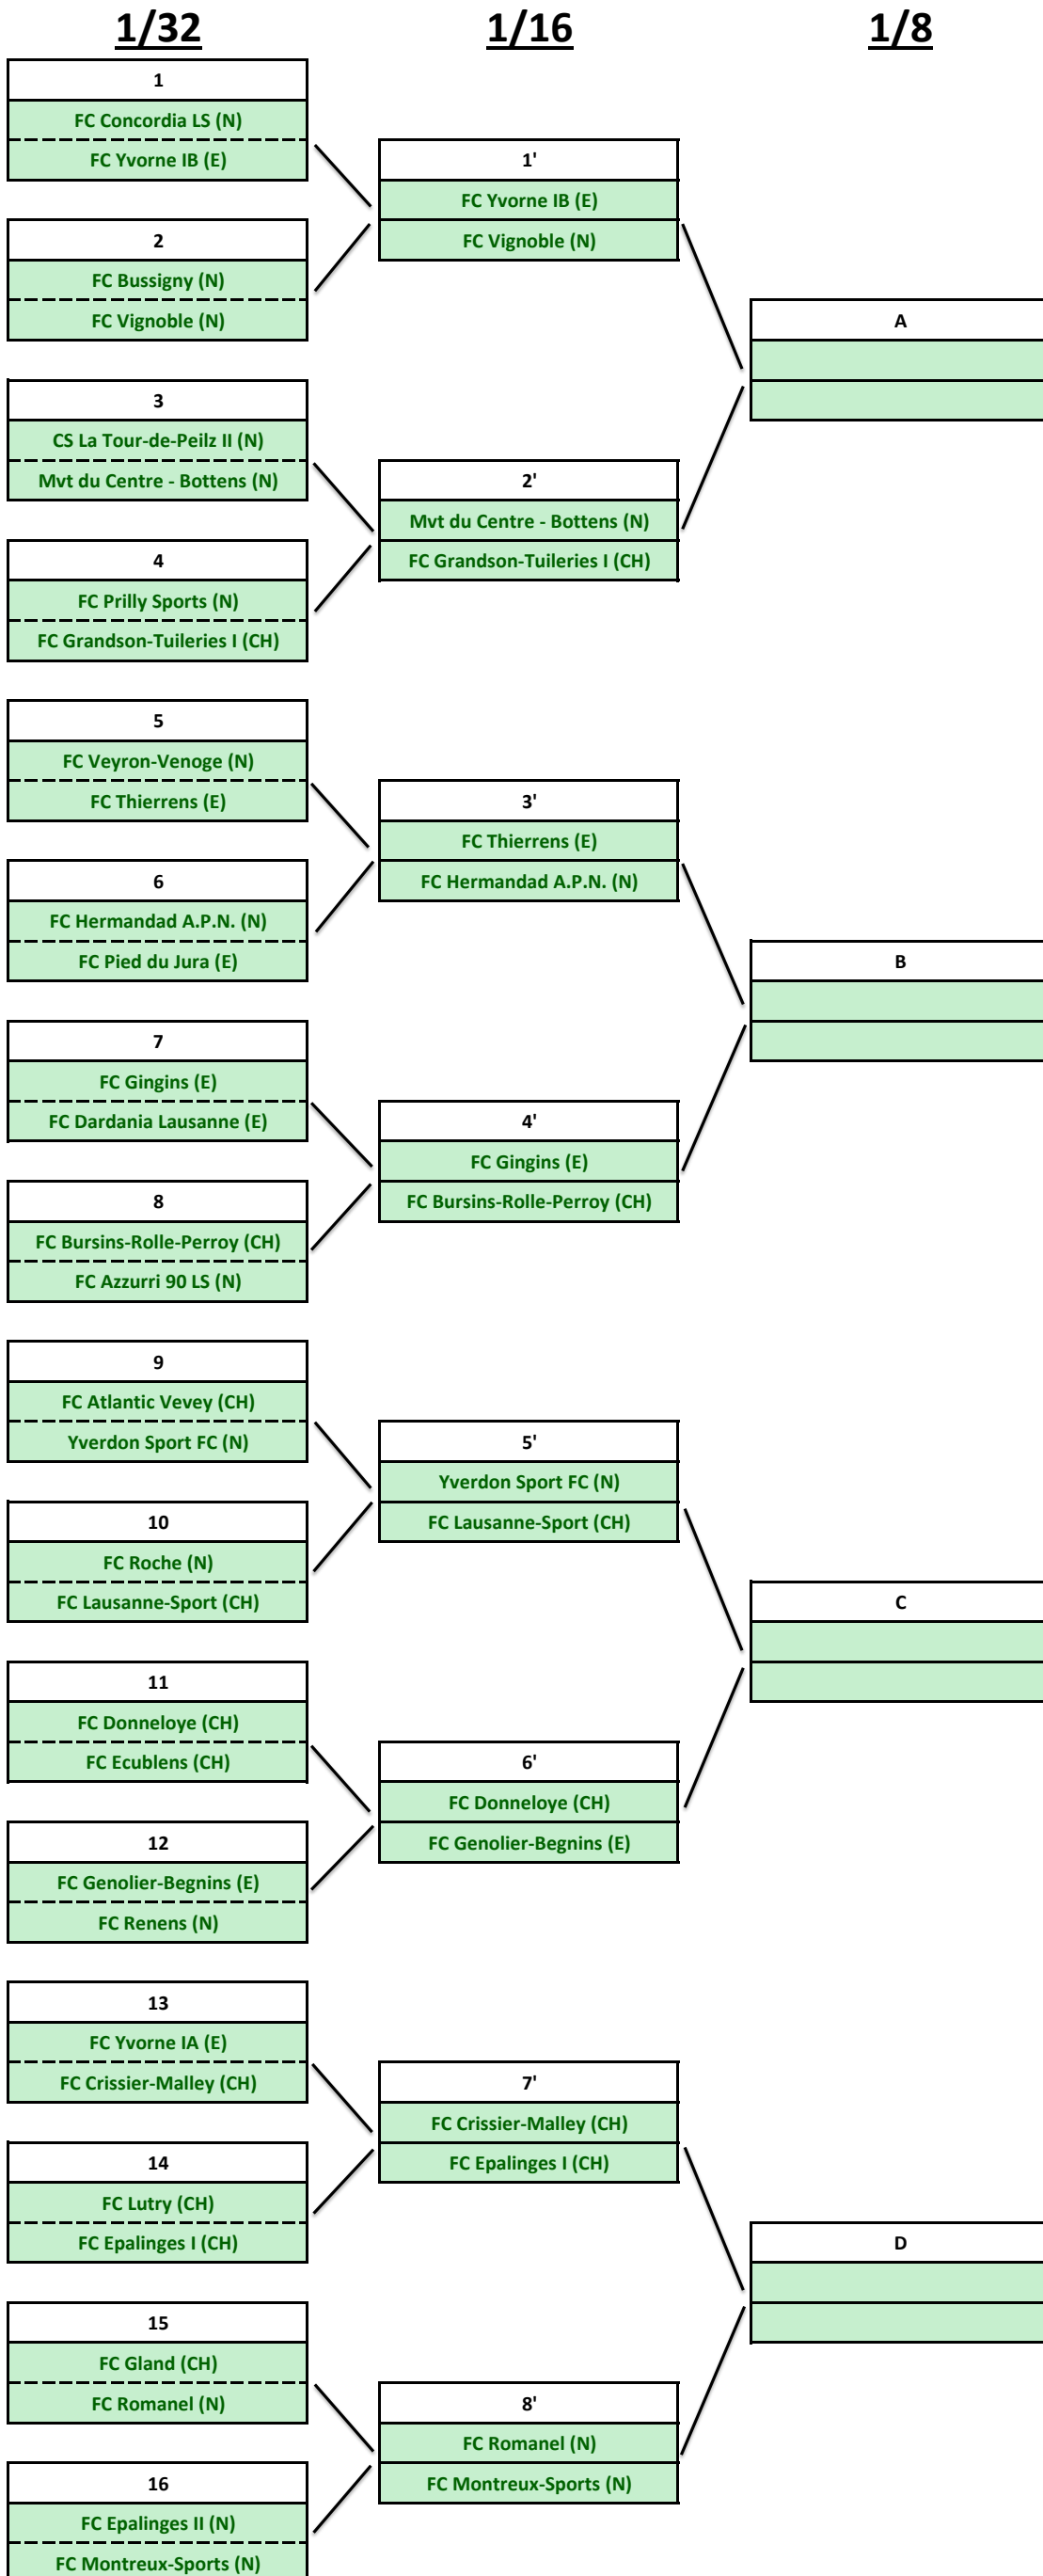 1/32
1/16
1/8
1
FC Concordia LS (N)
FC Yvorne IB (E)
2
FC Bussigny (N)
FC Vignoble (N)
3
CS La Tour-de-Peilz II (N)
Mvt du Centre - Bottens (N)
4
FC Prilly Sports (N)
FC Grandson-Tuileries I (CH)
5
FC Veyron-Venoge (N)
FC Thierrens (E)
6
FC Hermandad A.P.N. (N)
FC Pied du Jura (E)
7
FC Gingins (E)
FC Dardania Lausanne (E)
8
FC Bursins-Rolle-Perroy (CH)
FC Azzurri 90 LS (N)
9
FC Atlantic Vevey (CH)
Yverdon Sport FC (N)
10
FC Roche (N)
FC Lausanne-Sport (CH)
11
FC Donneloye (CH)
FC Ecublens (CH)
12
FC Genolier-Begnins (E)
FC Renens (N)
13
FC Yvorne IA (E)
FC Crissier-Malley (CH)
14
FC Lutry (CH)
FC Epalinges I (CH)
15
FC Gland (CH)
FC Romanel (N)
16
FC Epalinges II (N)
FC Montreux-Sports (N)
1'
FC Yvorne IB (E)
FC Vignoble (N)
2'
Mvt du Centre - Bottens (N)
FC Grandson-Tuileries I (CH)
3'
FC Thierrens (E)
FC Hermandad A.P.N. (N)
4'
FC Gingins (E)
FC Bursins-Rolle-Perroy (CH)
5'
Yverdon Sport FC (N)
FC Lausanne-Sport (CH)
6'
FC Donneloye (CH)
FC Genolier-Begnins (E)
7'
FC Crissier-Malley (CH)
FC Epalinges I (CH)
8'
FC Romanel (N)
FC Montreux-Sports (N)
A
B
C
D